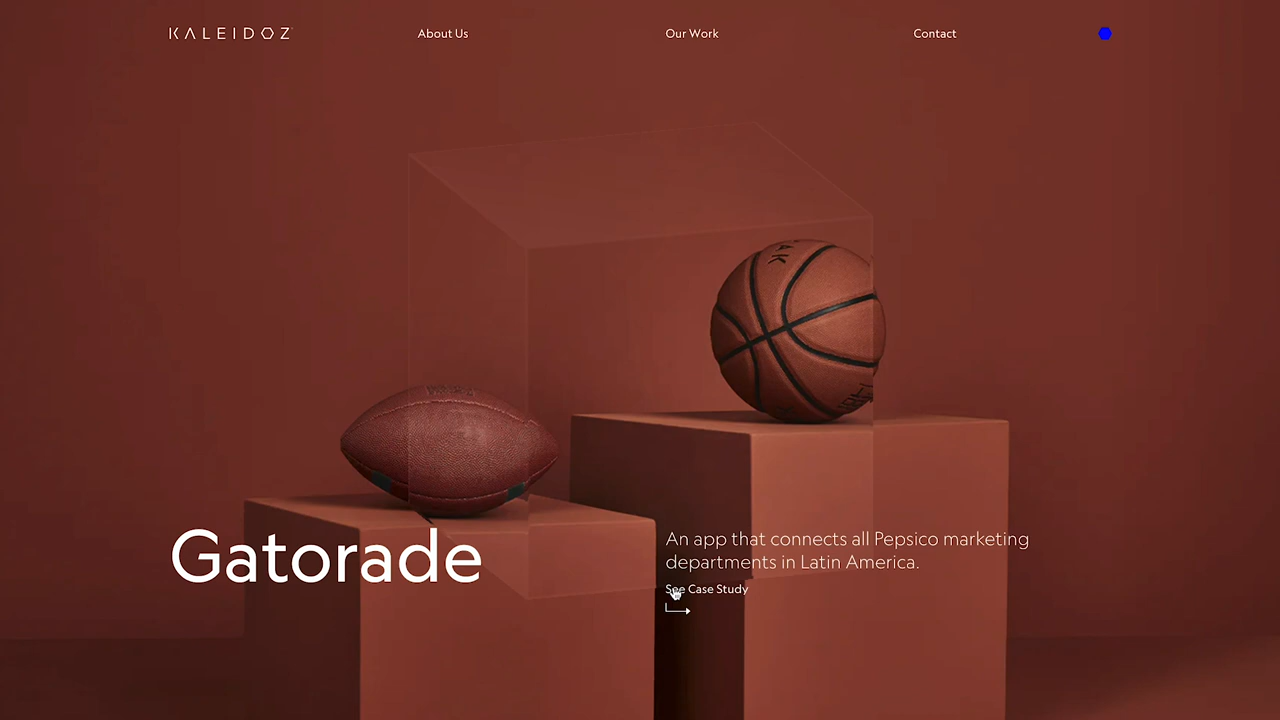 KALEIDOZ
About Us
Our Work
Contact
Gatorade
An app that connects all Pepsico marketing
departments in Latin America.
See Case Study